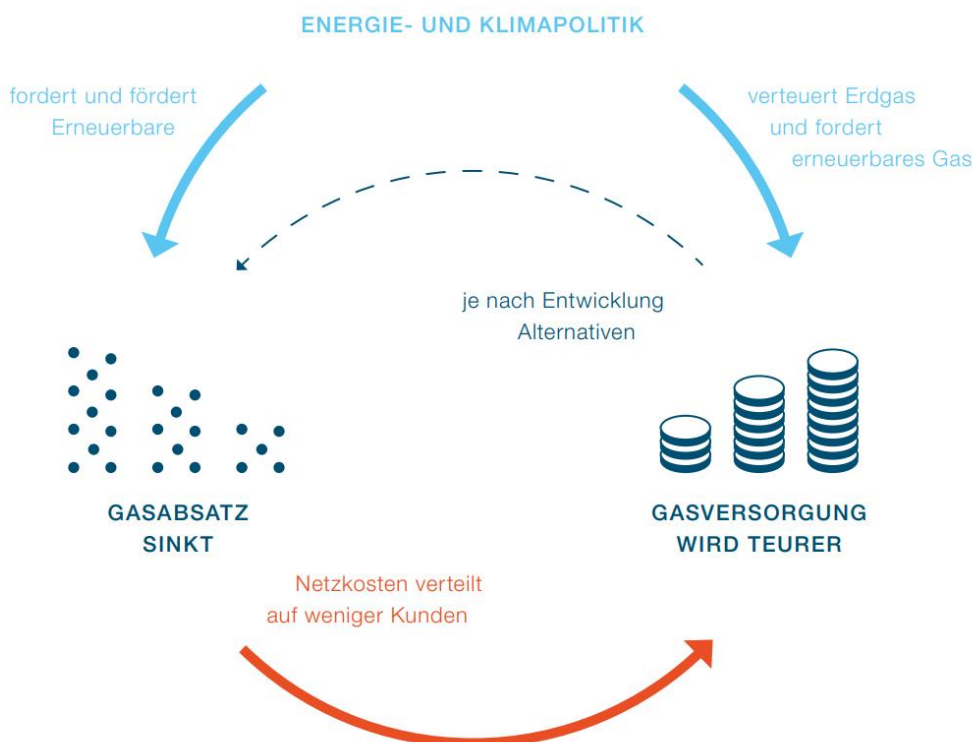 ENERGIE- UND KLIMAPOLITIK
fordert und fördert
Erneuerbare
verteuert Erdgas
und fordert
erneuerbares Gas
je nach Entwicklung
Alternativen
GASABSATZ
SINKT
GASVERSORGUNG
WIRD TEURER
Netzkosten verteilt
auf weniger Kunden